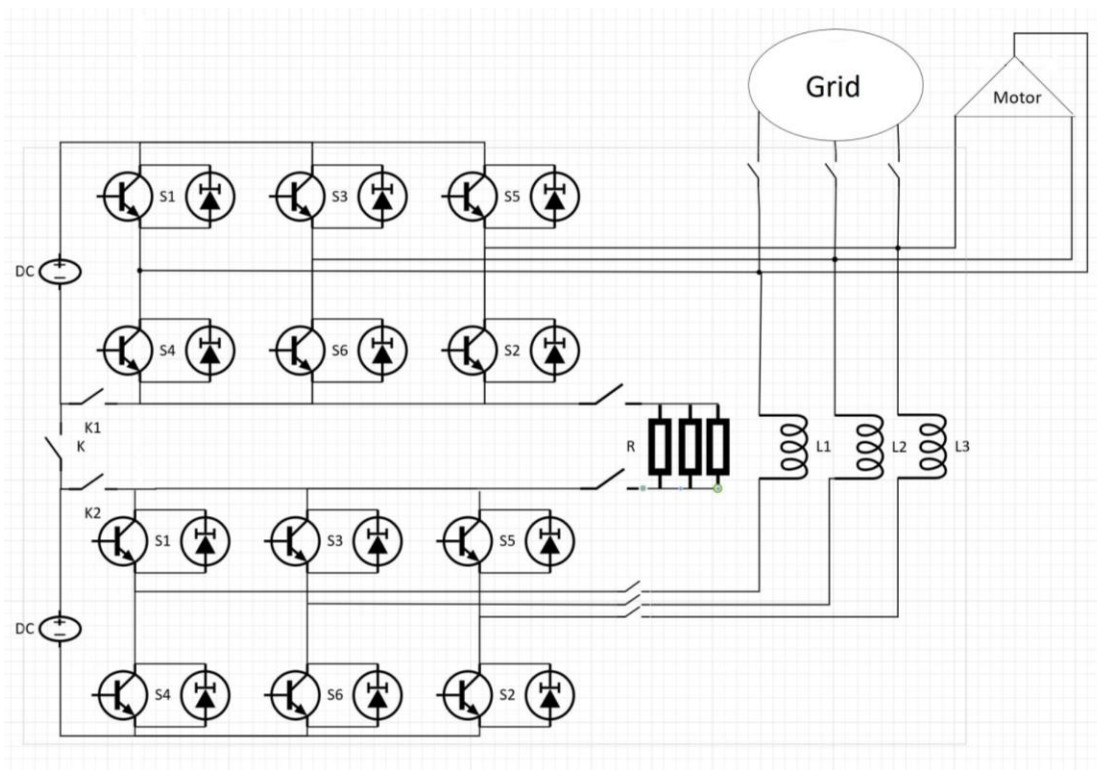 Grid
Motor
S1
S3
S5
DC
+
−
S4
S6
S2
K1
K
R
L1
L2
L3
K2
S1
S3
S5
DC
+
−
S4
S6
S2